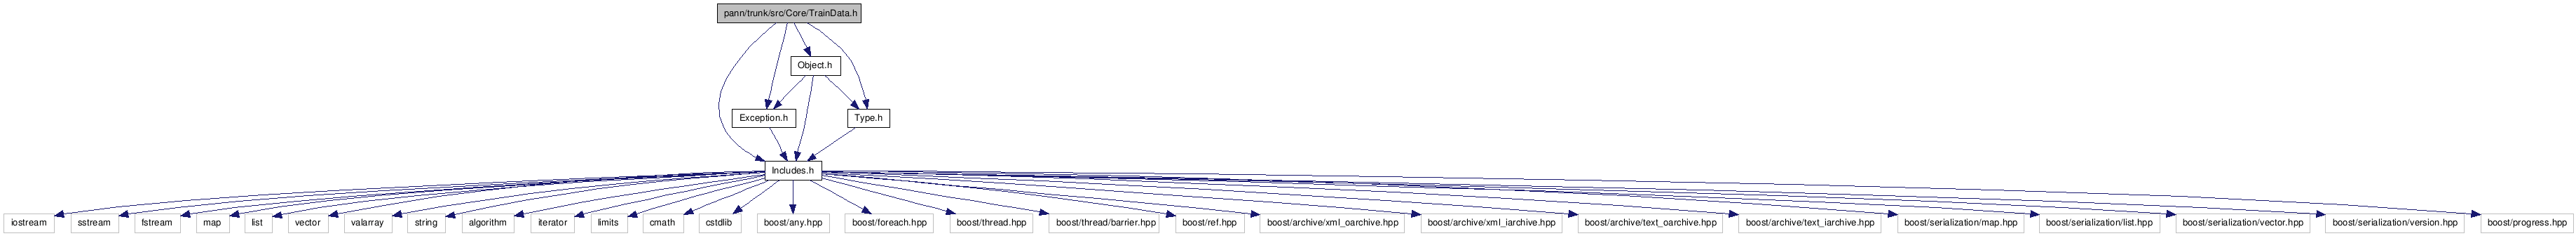 pann/trunk/src/Core/TrainData.h
Object.h
Exception.h
Type.h
Includes.h
iostream
sstream
fstream
map
list
vector
valarray
string
algorithm
iterator
limits
cmath
cstdlib
boost/any.hpp
boost/foreach.hpp
boost/thread.hpp
boost/thread/barrier.hpp
boost/ref.hpp
boost/archive/xml_oarchive.hpp
boost/archive/xml_iarchive.hpp
boost/archive/text_oarchive.hpp
boost/archive/text_iarchive.hpp
boost/serialization/map.hpp
boost/serialization/list.hpp
boost/serialization/vector.hpp
boost/serialization/version.hpp
boost/progress.hpp